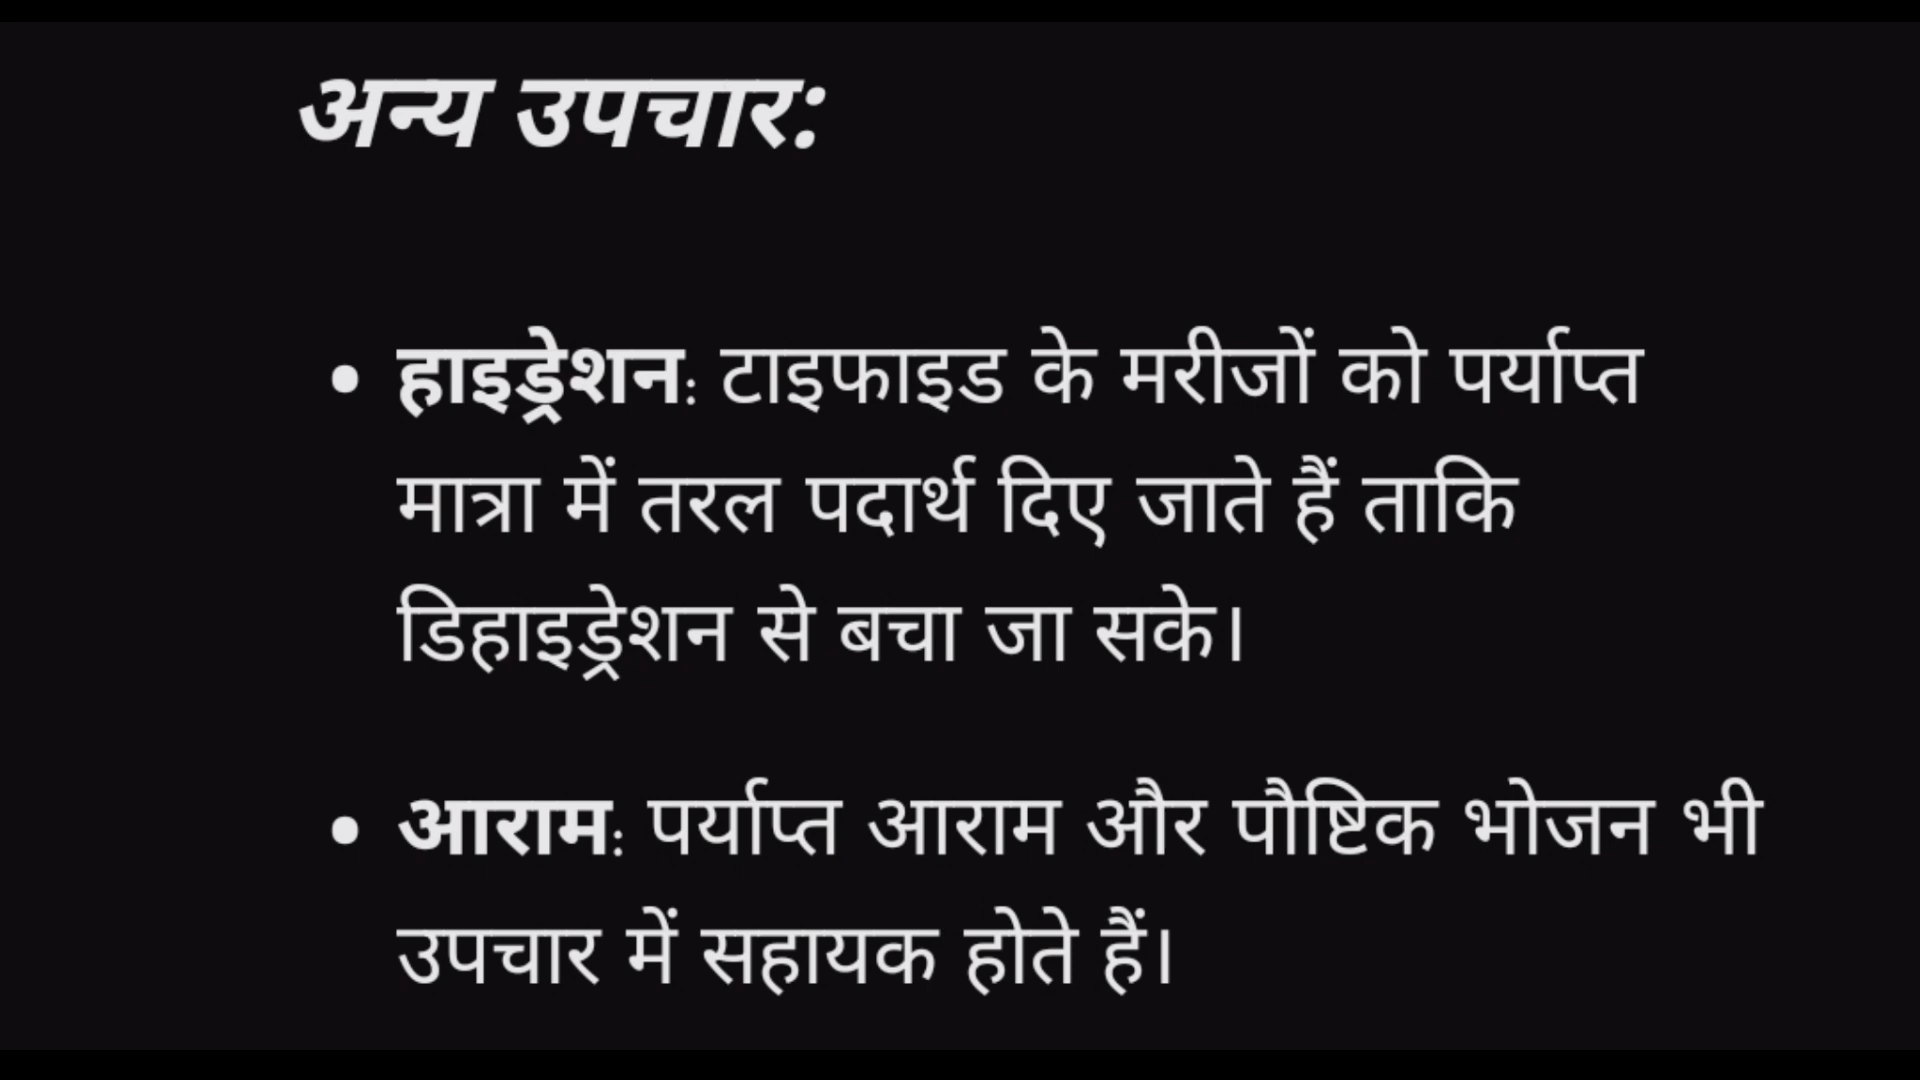 अन्य उपचार:
• हाइड्रेशन: टाइफाइड के मरीजों को पर्याप्त
मात्रा में तरल पदार्थ दिए जाते हैं ताकि
डिहाइड्रेशन से बचा जा सके।
• आराम: पर्याप्त आराम और पौष्टिक भोजन भी
उपचार में सहायक होते हैं।